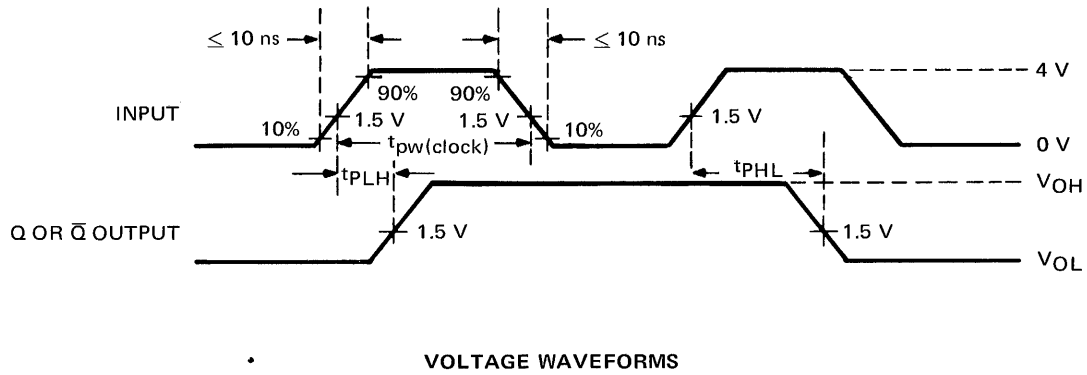 ≤ 10 ns
≤ 10 ns
INPUT
10%
90%
1.5 V
90%
1.5 V
10%
1.5 V
4 V
0 V
tpw(clock)
tPLH
tPHL
Q OR Q̅ OUTPUT
1.5 V
1.5 V
VOH
VOL
VOLTAGE WAVEFORMS